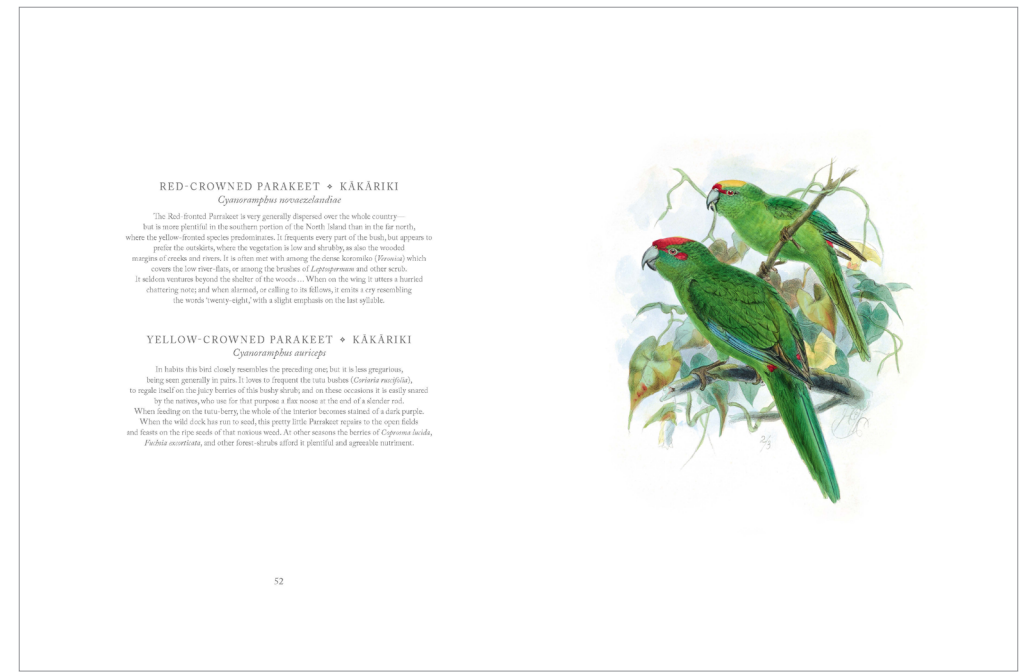 RED-CROWNED PARAKEET ❖ KĀKĀRIKI
Cyanoramphus novaezelandiae
The Red-fronted Parrakeet is very generally dispersed over the whole country—
but is more plentiful in the southern portion of the North Island than in the far north,
where the yellow-fronted species predominates. It frequents every part of the bush, but appears to
prefer the outskirts, where the vegetation is low and shrubby, as also the wooded
margins of creeks and rivers. It is often met with among the dense koromiko (Veronica) which
covers the low river-flats, or among the brushes of Leptospermum and other scrub.
It seldom ventures beyond the shelter of the woods... When on the wing it utters a hurried
chattering note; and when alarmed, or calling to its fellows, it emits a cry resembling
the words ‘twenty-eight,’ with a slight emphasis on the last syllable.
YELLOW-CROWNED PARAKEET ❖ KĀKĀRIKI
Cyanoramphus auriceps
In habits this bird closely resembles the preceding one; but it is less gregarious,
being seen generally in pairs. It loves to frequent the tutu bushes (Coriaria ruscifolia),
to regale itself on the juicy berries of this bushy shrub; and on these occasions it is easily snared
by the natives, who use for that purpose a flax noose at the end of a slender rod.
When feeding on the tutu-berry, the whole of the interior becomes stained of a dark purple.
When the wild dock has run to seed, this pretty little Parrakeet repairs to the open fields
and feasts on the ripe seeds of that noxious weed. At other seasons the berries of Coprosma lucida,
Fuchsia excorticata, and other forest-shrubs afford it plentiful and agreeable nutriment.
52
2/3